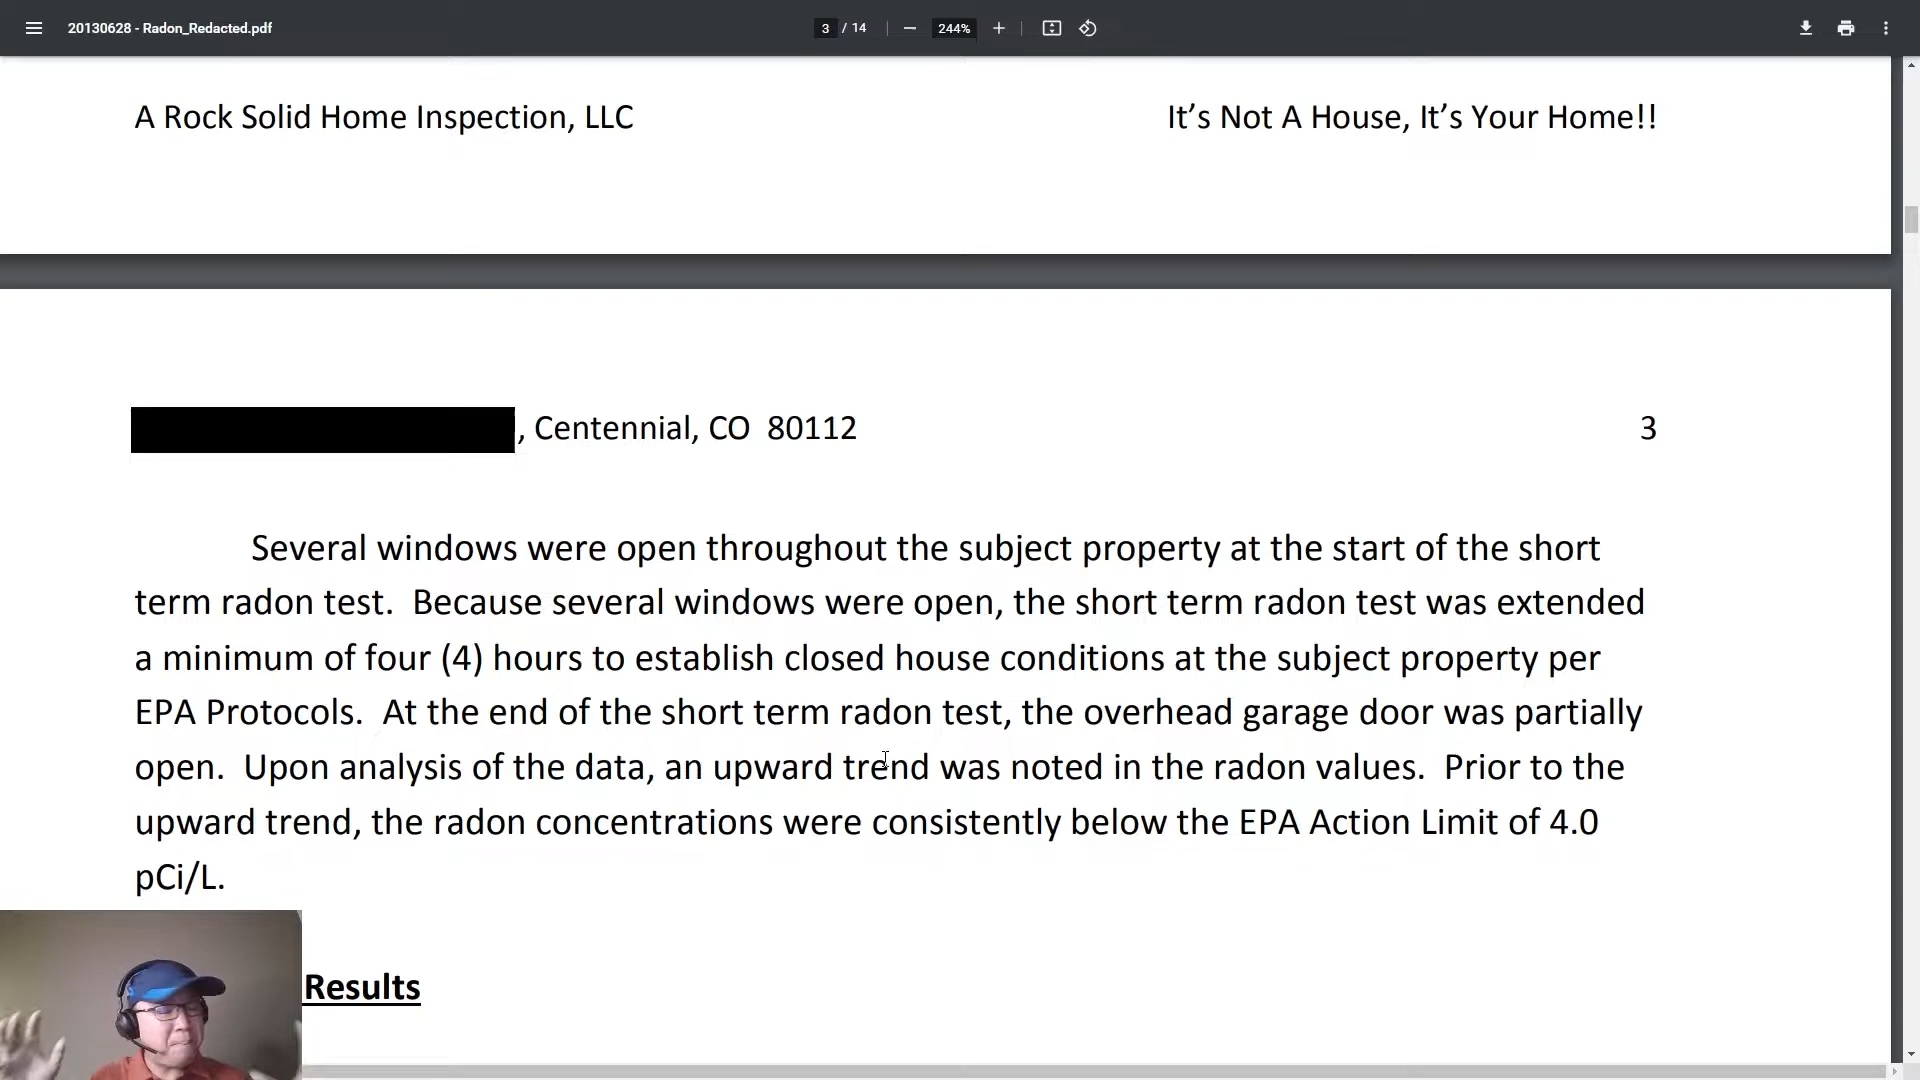 20130628 - Radon_Redacted.pdf
3 / 14
244%
A Rock Solid Home Inspection, LLC
It’s Not A House, It’s Your Home!!
, Centennial, CO  80112
3
Several windows were open throughout the subject property at the start of the short
term radon test.  Because several windows were open, the short term radon test was extended
a minimum of four (4) hours to establish closed house conditions at the subject property per
EPA Protocols.  At the end of the short term radon test, the overhead garage door was partially
open.  Upon analysis of the data, an upward trend was noted in the radon values.  Prior to the
upward trend, the radon concentrations were consistently below the EPA Action Limit of 4.0
pCi/L.
Results